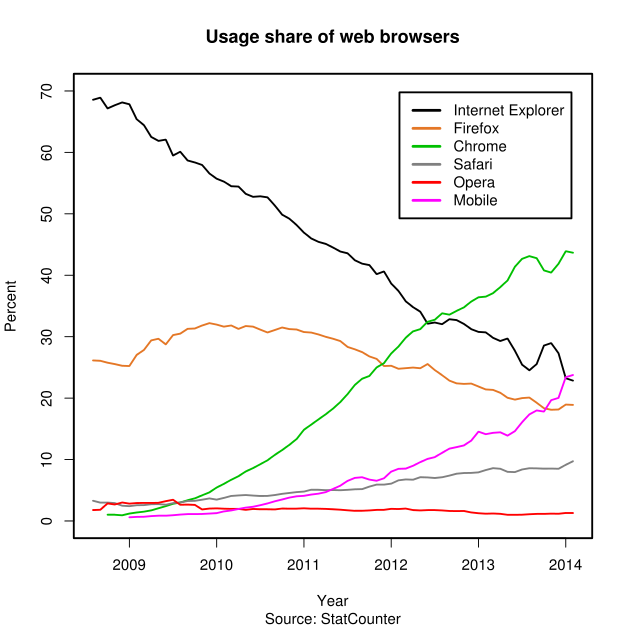 Usage share of web browsers
Internet Explorer
Firefox
Chrome
Safari
Opera
Mobile
70
60
50
40
30
20
10
0
Percent
2009 2010 2011 2012 2013 2014
Year
Source: StatCounter